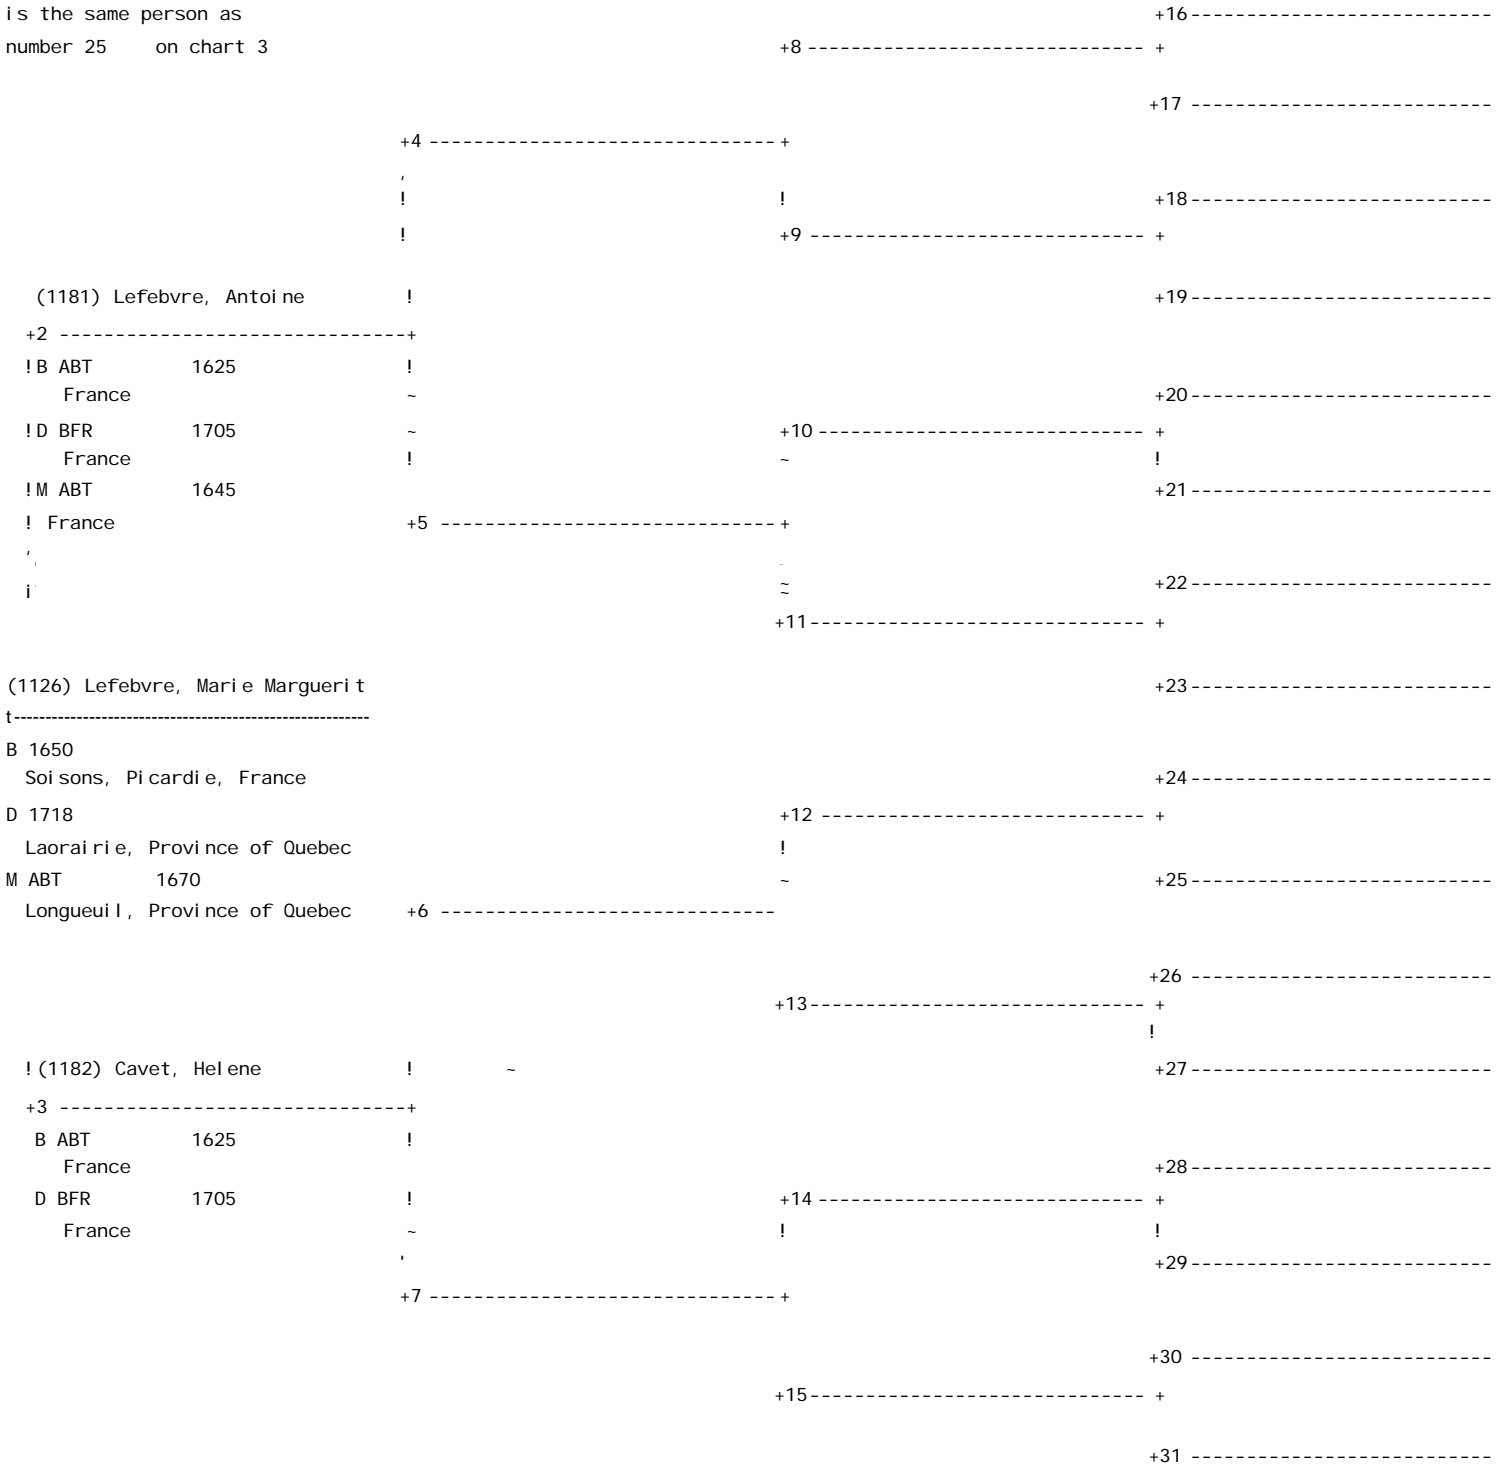 is the same person as
+16---------------------------
number 25 on chart 3
+8 ------------------------------ +
+17 ---------------------------
+4 -------------------------------+
,
! ! +18---------------------------
! +9 ------------------------------ +
(1181) Lefebvre, Antoine ! +19---------------------------
+2 -------------------------------+
!B ABT 1625 !
France ~ +20---------------------------
!D BFR 1705 ~ +10 ----------------------------- +
France ! ~ !
!M ABT 1645 +21---------------------------
! France +5 ------------------------------+
,
i ~ +22---------------------------
+11------------------------------ +
(1126) Lefebvre, Marie Marguerit +23---------------------------
t---------------------------------------------------------
B 1650
Soisons, Picardie, France +24---------------------------
D 1718 +12 ----------------------------- +
Laorairie, Province of Quebec !
M ABT 1670 ~ +25---------------------------
Longueuil, Province of Quebec +6 ------------------------------
+26 ---------------------------
+13------------------------------ +
!
!(1182) Cavet, Helene ! ~ +27---------------------------
+3 -------------------------------+
B ABT 1625 !
France +28---------------------------
D BFR 1705 ! +14 ----------------------------- +
France ~ ! !
' +29---------------------------
+7 -------------------------------+
+30 ---------------------------
+15------------------------------ +
+31 ---------------------------